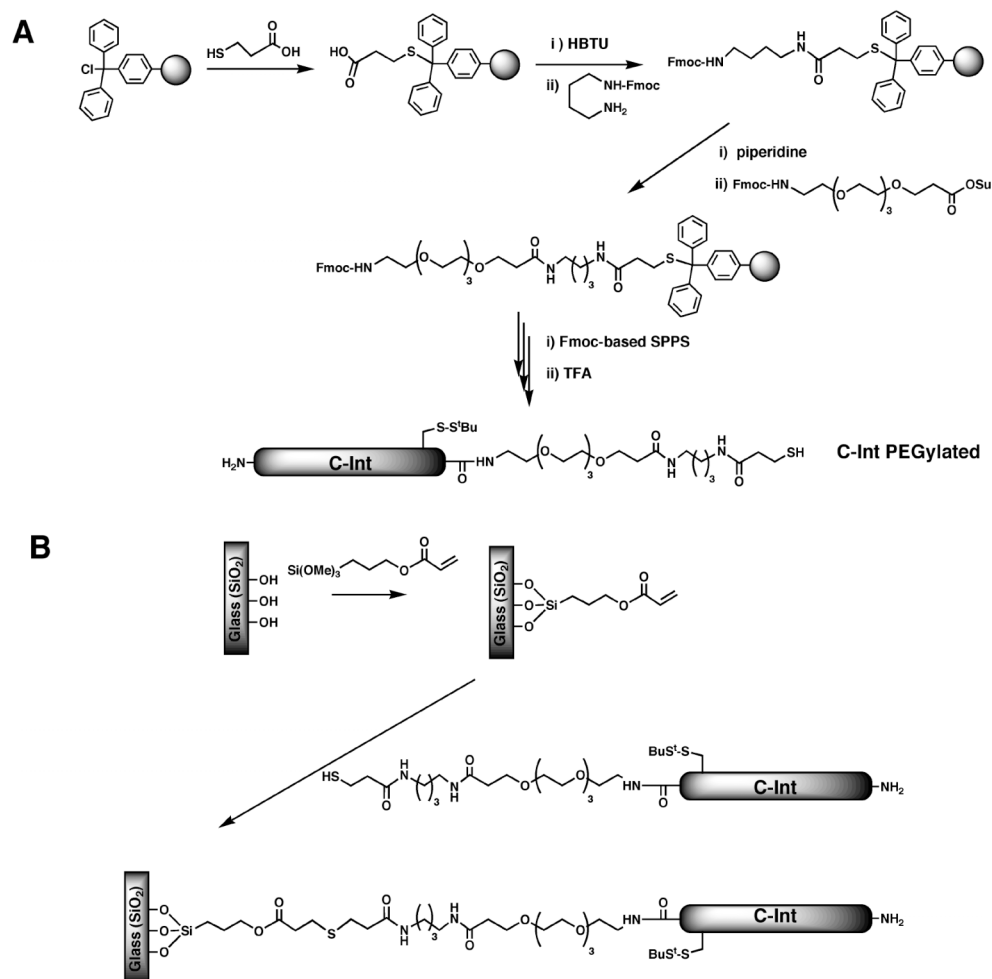 A
Cl
HS
O
OH
HO
O
S
i ) HBTU
ii)
NH-Fmoc
NH2
Fmoc-HN
H
N
O
S
i) piperidine
ii) Fmoc-HN
O
O
3
OSu
O
Fmoc-HN
O
O
3
O
N
H
3
H
N
O
S
i) Fmoc-based SPPS
ii) TFA
S-StBu
H2N
C-Int
O
HN
O
O
3
O
N
H
3
H
N
O
SH
C-Int PEGylated
B
Glass (SiO2)
OH
OH
OH
Si(OMe)3
O
O
Glass (SiO2)
O
O
O
Si
O
O
HS
O
N
H
3
H
N
O
O
O
3
HN
O
BuSt-S
C-Int
NH2
Glass (SiO2)
O
O
O
Si
O
O
S
O
N
H
3
H
N
O
O
O
3
HN
O
BuSt-S
C-Int
NH2